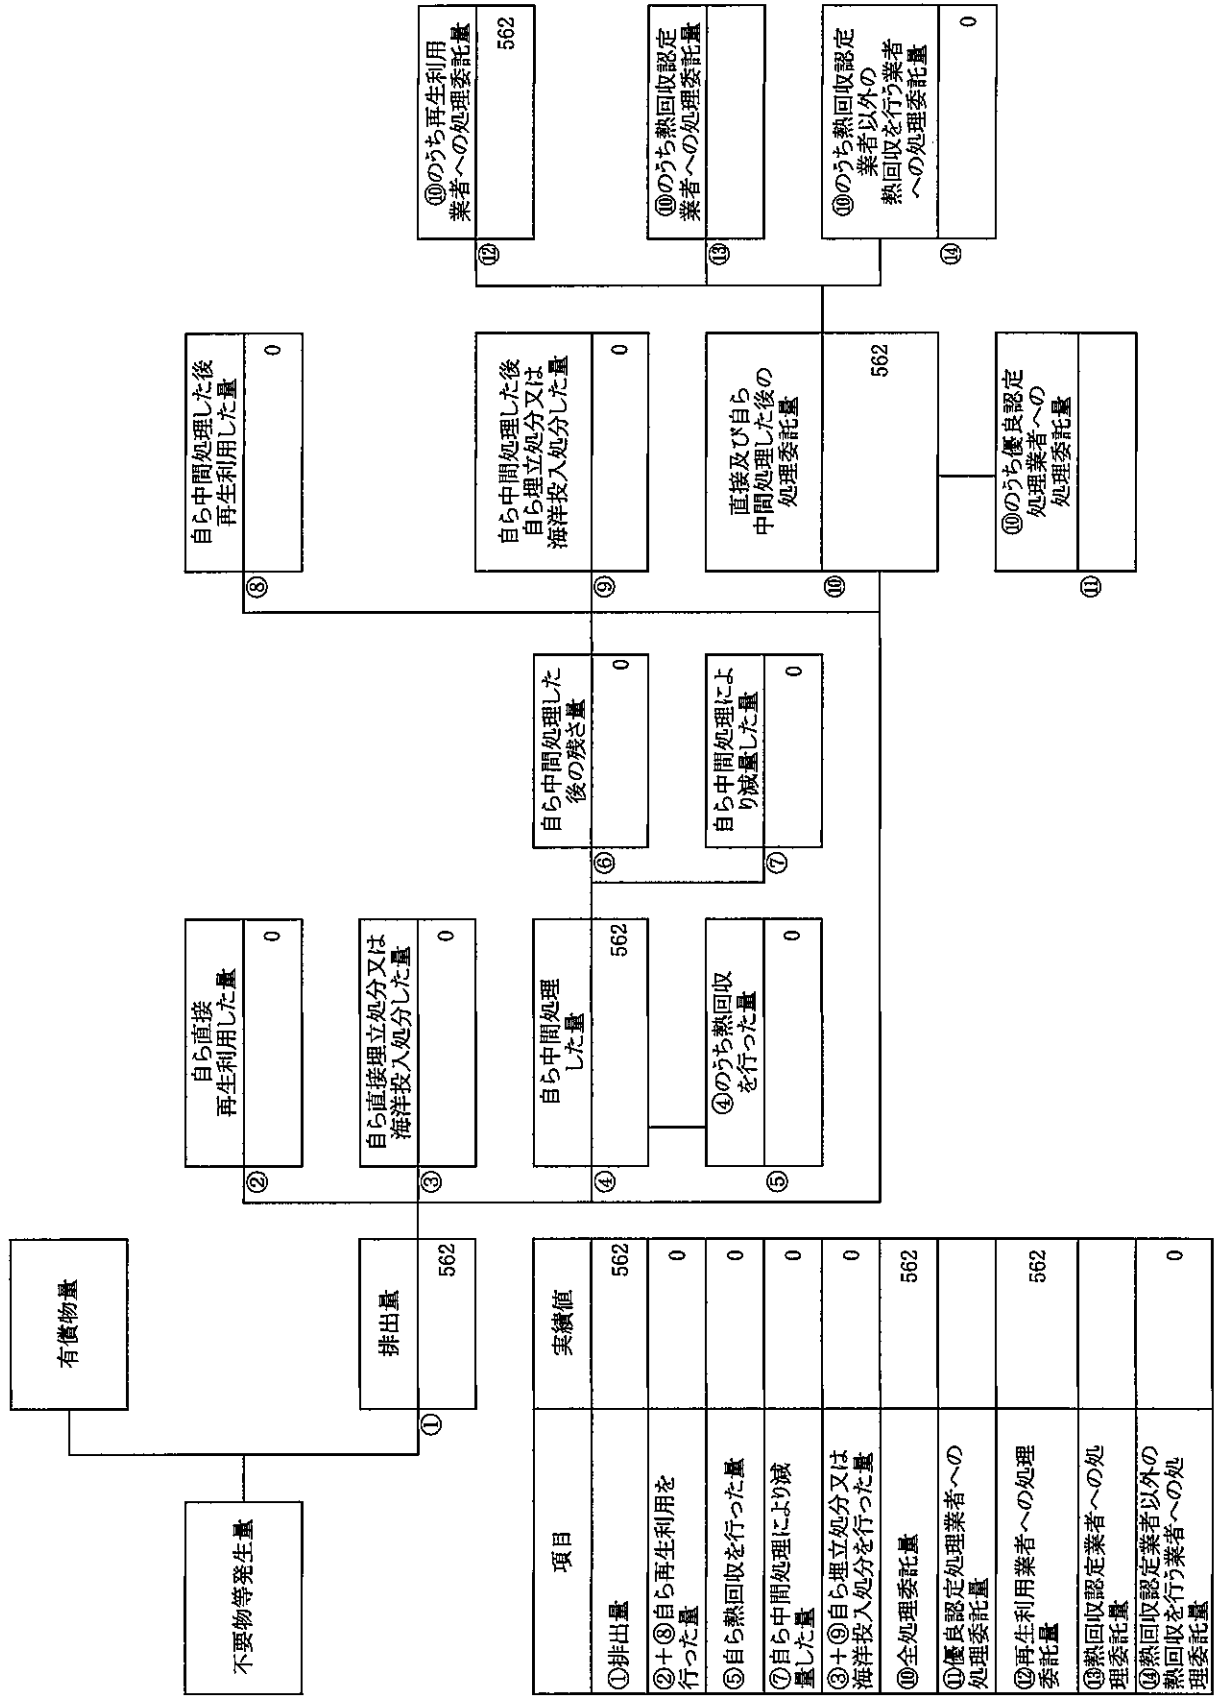 不要物等発生量
有償物量
①
排出量
562
②
自ら直接
再生利用した量
0
③
自ら直接埋立処分又は
海洋投入処分した量
0
④
自ら中間処理
した量
562
⑤
④のうち熱回収
を行った量
0
⑥
自ら中間処理した
後の残さ量
0
⑦
自ら中間処理によ
り減量した量
0
⑧
自ら中間処理した後
再生利用した量
0
⑨
自ら中間処理した後
自ら埋立処分又は
海洋投入処分した量
0
⑩
直接及び自ら
中間処理した後の
処理委託量
562
⑪
⑩のうち優良認定
処理業者への
処理委託量
⑫
⑩のうち再生利用
業者への処理委託量
562
⑬
⑩のうち熱回収認定
業者への処理委託量
⑭
⑩のうち熱回収認定
業者以外の
熱回収を行う業者
への処理委託量
0
項目 実績値
①排出量 562
②+⑧自ら再生利用を
行った量 0
⑤自ら熱回収を行った量 0
⑦自ら中間処理により減
量した量 0
③+⑨自ら埋立処分又は
海洋投入処分を行った量 0
⑩全処理委託量 562
⑪優良認定処理業者への
処理委託量
⑫再生利用業者への処理
委託量 562
⑬熱回収認定業者への処
理委託量
⑭熱回収認定業者以外の
熱回収を行う業者への処
理委託量 0